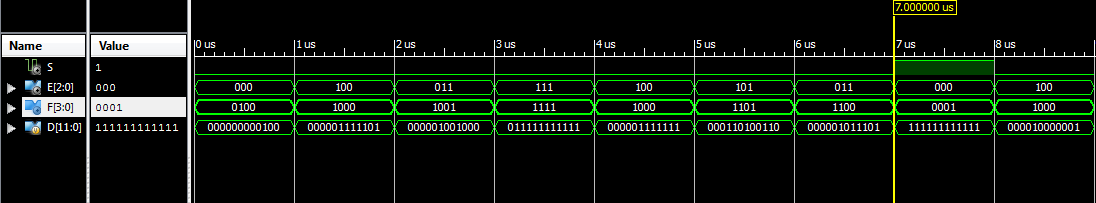 7.000000 us
Name Value 0 us 1 us 2 us 3 us 4 us 5 us 6 us 7 us 8 us
S 1
E[2:0] 000 000 100 011 111 100 101 011 000 100
F[3:0] 0001 0100 1000 1001 1111 1000 1101 1100 0001 1000
D[11:0] 111111111111 000000000100 000001111101 000001001000 011111111111 000001111111 000110100110 000001011101 111111111111 000010000001